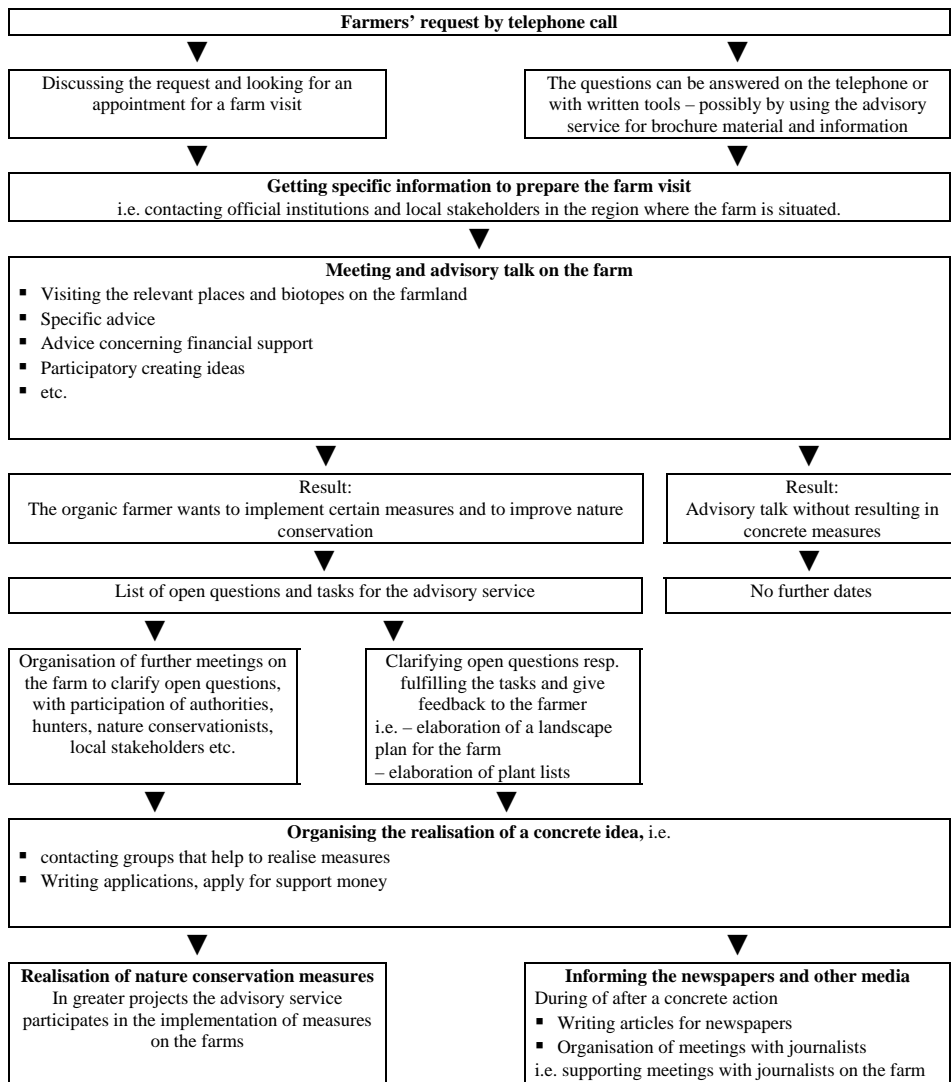 Farmers' request by telephone call
Discussing the request and looking for an
appointment for a farm visit
The questions can be answered on the telephone or
with written tools – possibly by using the advisory
service for brochure material and information
Getting specific information to prepare the farm visit
i.e. contacting official institutions and local stakeholders in the region where the farm is situated.
Meeting and advisory talk on the farm
▪ Visiting the relevant places and biotopes on the farmland
▪ Specific advice
▪ Advice concerning financial support
▪ Participatory creating ideas
▪ etc.
Result:
The organic farmer wants to implement certain measures and to improve nature
conservation
Result:
Advisory talk without resulting in
concrete measures
List of open questions and tasks for the advisory service
No further dates
Organisation of further meetings on
the farm to clarify open questions,
with participation of authorities,
hunters, nature conservationists,
local stakeholders etc.
Clarifying open questions resp.
fulfilling the tasks and give
feedback to the farmer
i.e. – elaboration of a landscape
plan for the farm
– elaboration of plant lists
Organising the realisation of a concrete idea, i.e.
▪ contacting groups that help to realise measures
▪ Writing applications, apply for support money
Realisation of nature conservation measures
In greater projects the advisory service
participates in the implementation of measures
on the farms
Informing the newspapers and other media
During of after a concrete action
▪ Writing articles for newspapers
▪ Organisation of meetings with journalists
i.e. supporting meetings with journalists on the farm